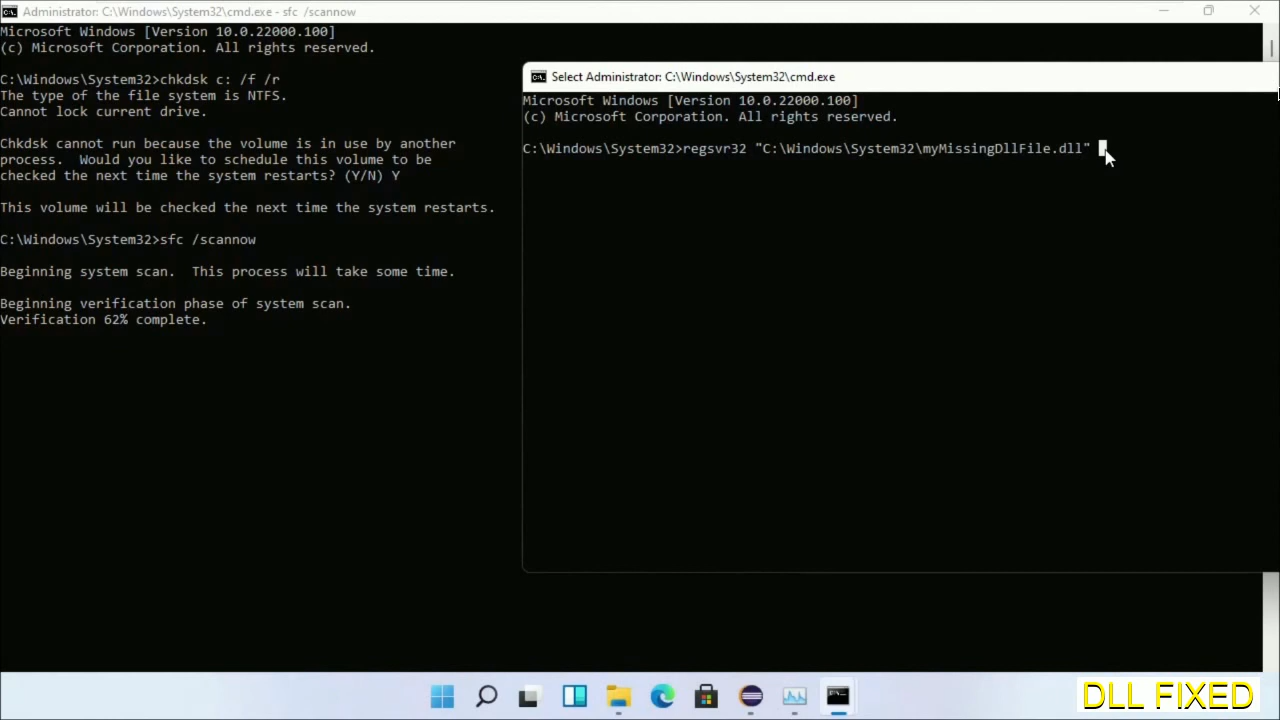 Administrator: C:\Windows\System32\cmd.exe - sfc /scannow
Microsoft Windows [Version 10.0.22000.100]
(c) Microsoft Corporation. All rights reserved.
C:\Windows\System32>chkdsk c: /f /r
The type of the file system is NTFS.
Cannot lock current drive.
Chkdsk cannot run because the volume is in use by another
process.  Would you like to schedule this volume to be
checked the next time the system restarts? (Y/N) Y
This volume will be checked the next time the system restarts.
C:\Windows\System32>sfc /scannow
Beginning system scan.  This process will take some time.
Beginning verification phase of system scan.
Verification 62% complete.
Select Administrator: C:\Windows\System32\cmd.exe
Microsoft Windows [Version 10.0.22000.100]
(c) Microsoft Corporation. All rights reserved.
C:\Windows\System32>regsvr32 "C:\Windows\System32\myMissingDllFile.dll"
DLL FIXED